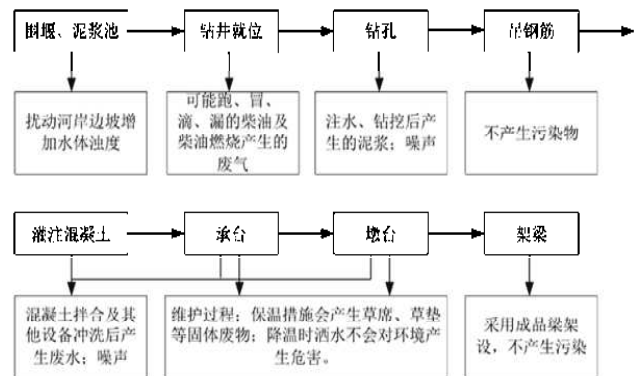 围堰、泥浆池
钻井就位
钻孔
吊钢筋
扰动河岸边坡增
加水体浊度
可能跑、冒、
滴、漏的柴油及
柴油燃烧产生的
废气
注水、钻挖后产
生的泥浆；噪声
不产生污染物
灌注混凝土
承台
墩台
架梁
混凝土拌合及其
他设备冲洗后产
生废水；噪声
维护过程：保温措施会产生草席、草垫
等固体废物；降温时洒水不会对环境产
生危害。
采用成品梁架
设，不产生污染